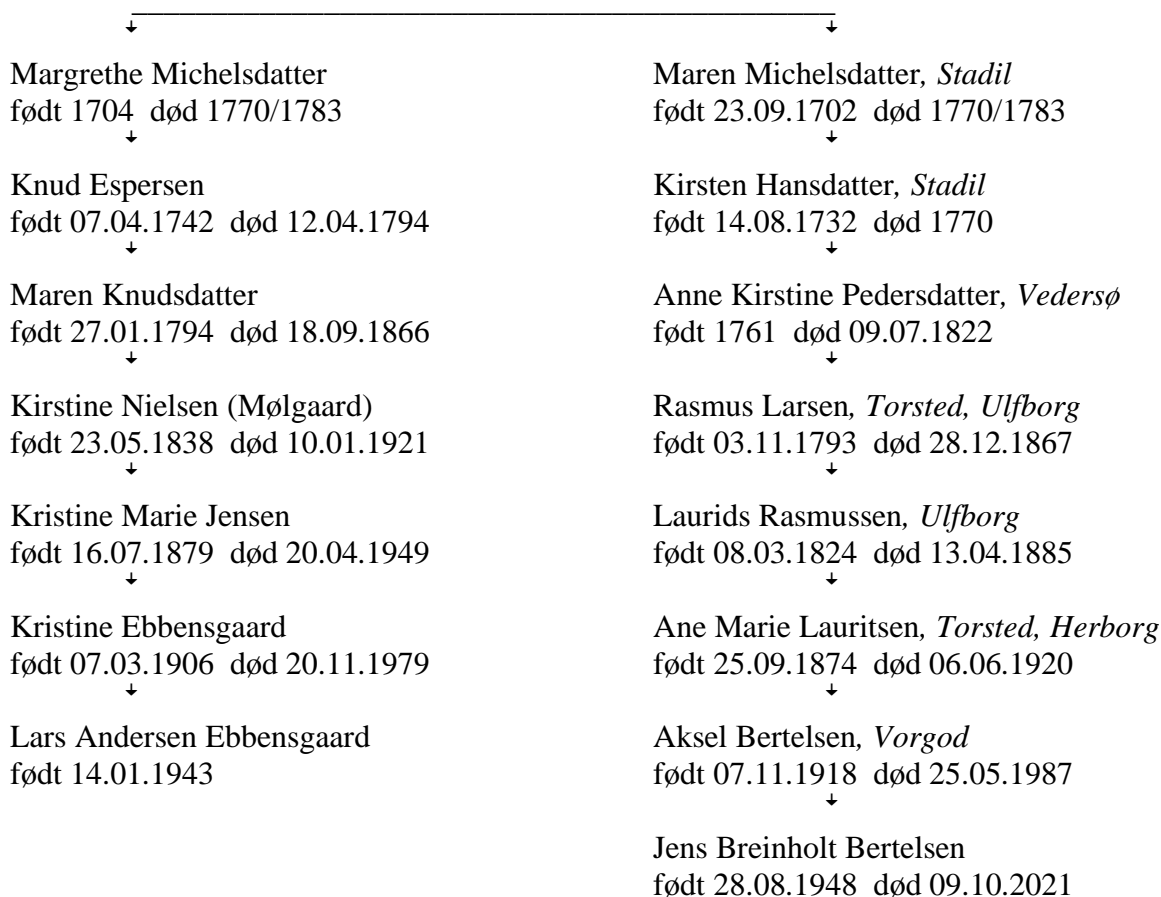 Margrethe Michelsdatter
født 1704 død 1770/1783
Knud Espersen
født 07.04.1742 død 12.04.1794
Maren Knudsdatter
født 27.01.1794 død 18.09.1866
Kirstine Nielsen (Mølgaard)
født 23.05.1838 død 10.01.1921
Kristine Marie Jensen
født 16.07.1879 død 20.04.1949
Kristine Ebbensgaard
født 07.03.1906 død 20.11.1979
Lars Andersen Ebbensgaard
født 14.01.1943
Maren Michelsdatter, Stadil
født 23.09.1702 død 1770/1783
Kirsten Hansdatter, Stadil
født 14.08.1732 død 1770
Anne Kirstine Pedersdatter, Vedersø
født 1761 død 09.07.1822
Rasmus Larsen, Torsted, Ulfborg
født 03.11.1793 død 28.12.1867
Laurids Rasmussen, Ulfborg
født 08.03.1824 død 13.04.1885
Ane Marie Lauritsen, Torsted, Herborg
født 25.09.1874 død 06.06.1920
Aksel Bertelsen, Vorgod
født 07.11.1918 død 25.05.1987
Jens Breinholt Bertelsen
født 28.08.1948 død 09.10.2021